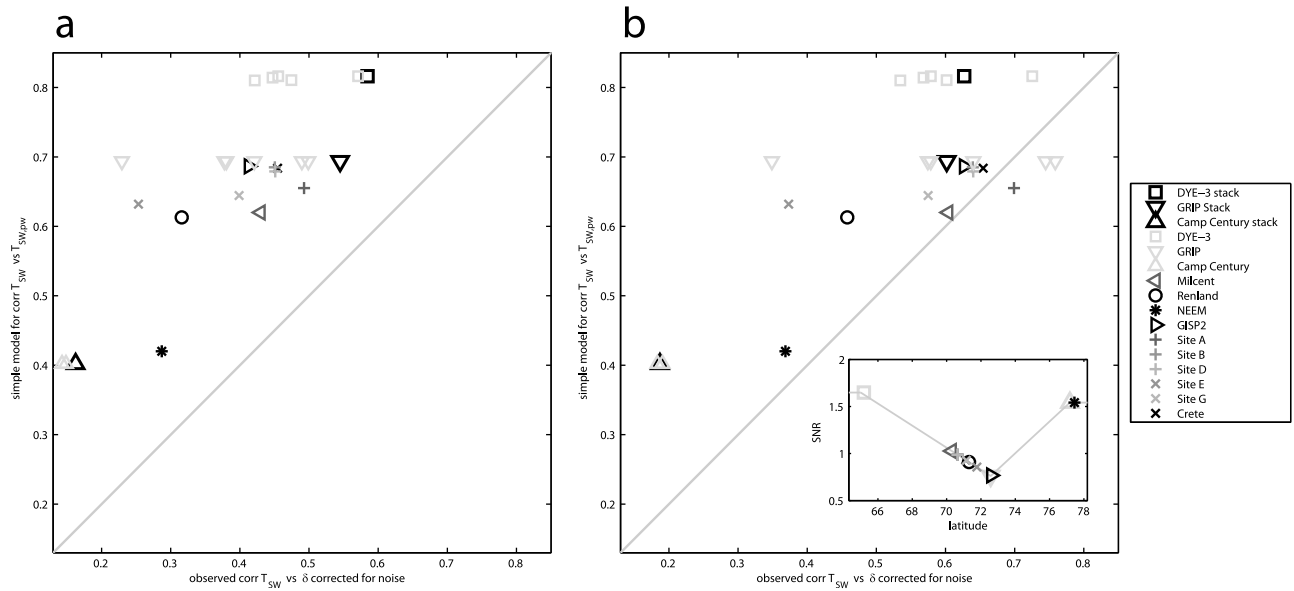 a
0.8
0.7
0.6
0.5
0.4
0.3
0.2
simple model for corr T_SW vs T_SW,pw
0.2 0.3 0.4 0.5 0.6 0.7 0.8
observed corr T_SW vs δ corrected for noise
b
0.8
0.7
0.6
0.5
0.4
0.3
0.2
simple model for corr T_SW vs T_SW,pw
0.2 0.3 0.4 0.5 0.6 0.7 0.8
observed corr T_SW vs δ corrected for noise
2
1.5
1
0.5
SNR
66 68 70 72 74 76 78
latitude
DYE−3 stack
GRIP Stack
Camp Century stack
DYE−3
GRIP
Camp Century
Milcent
Renland
NEEM
GISP2
Site A
Site B
Site D
Site E
Site G
Crete